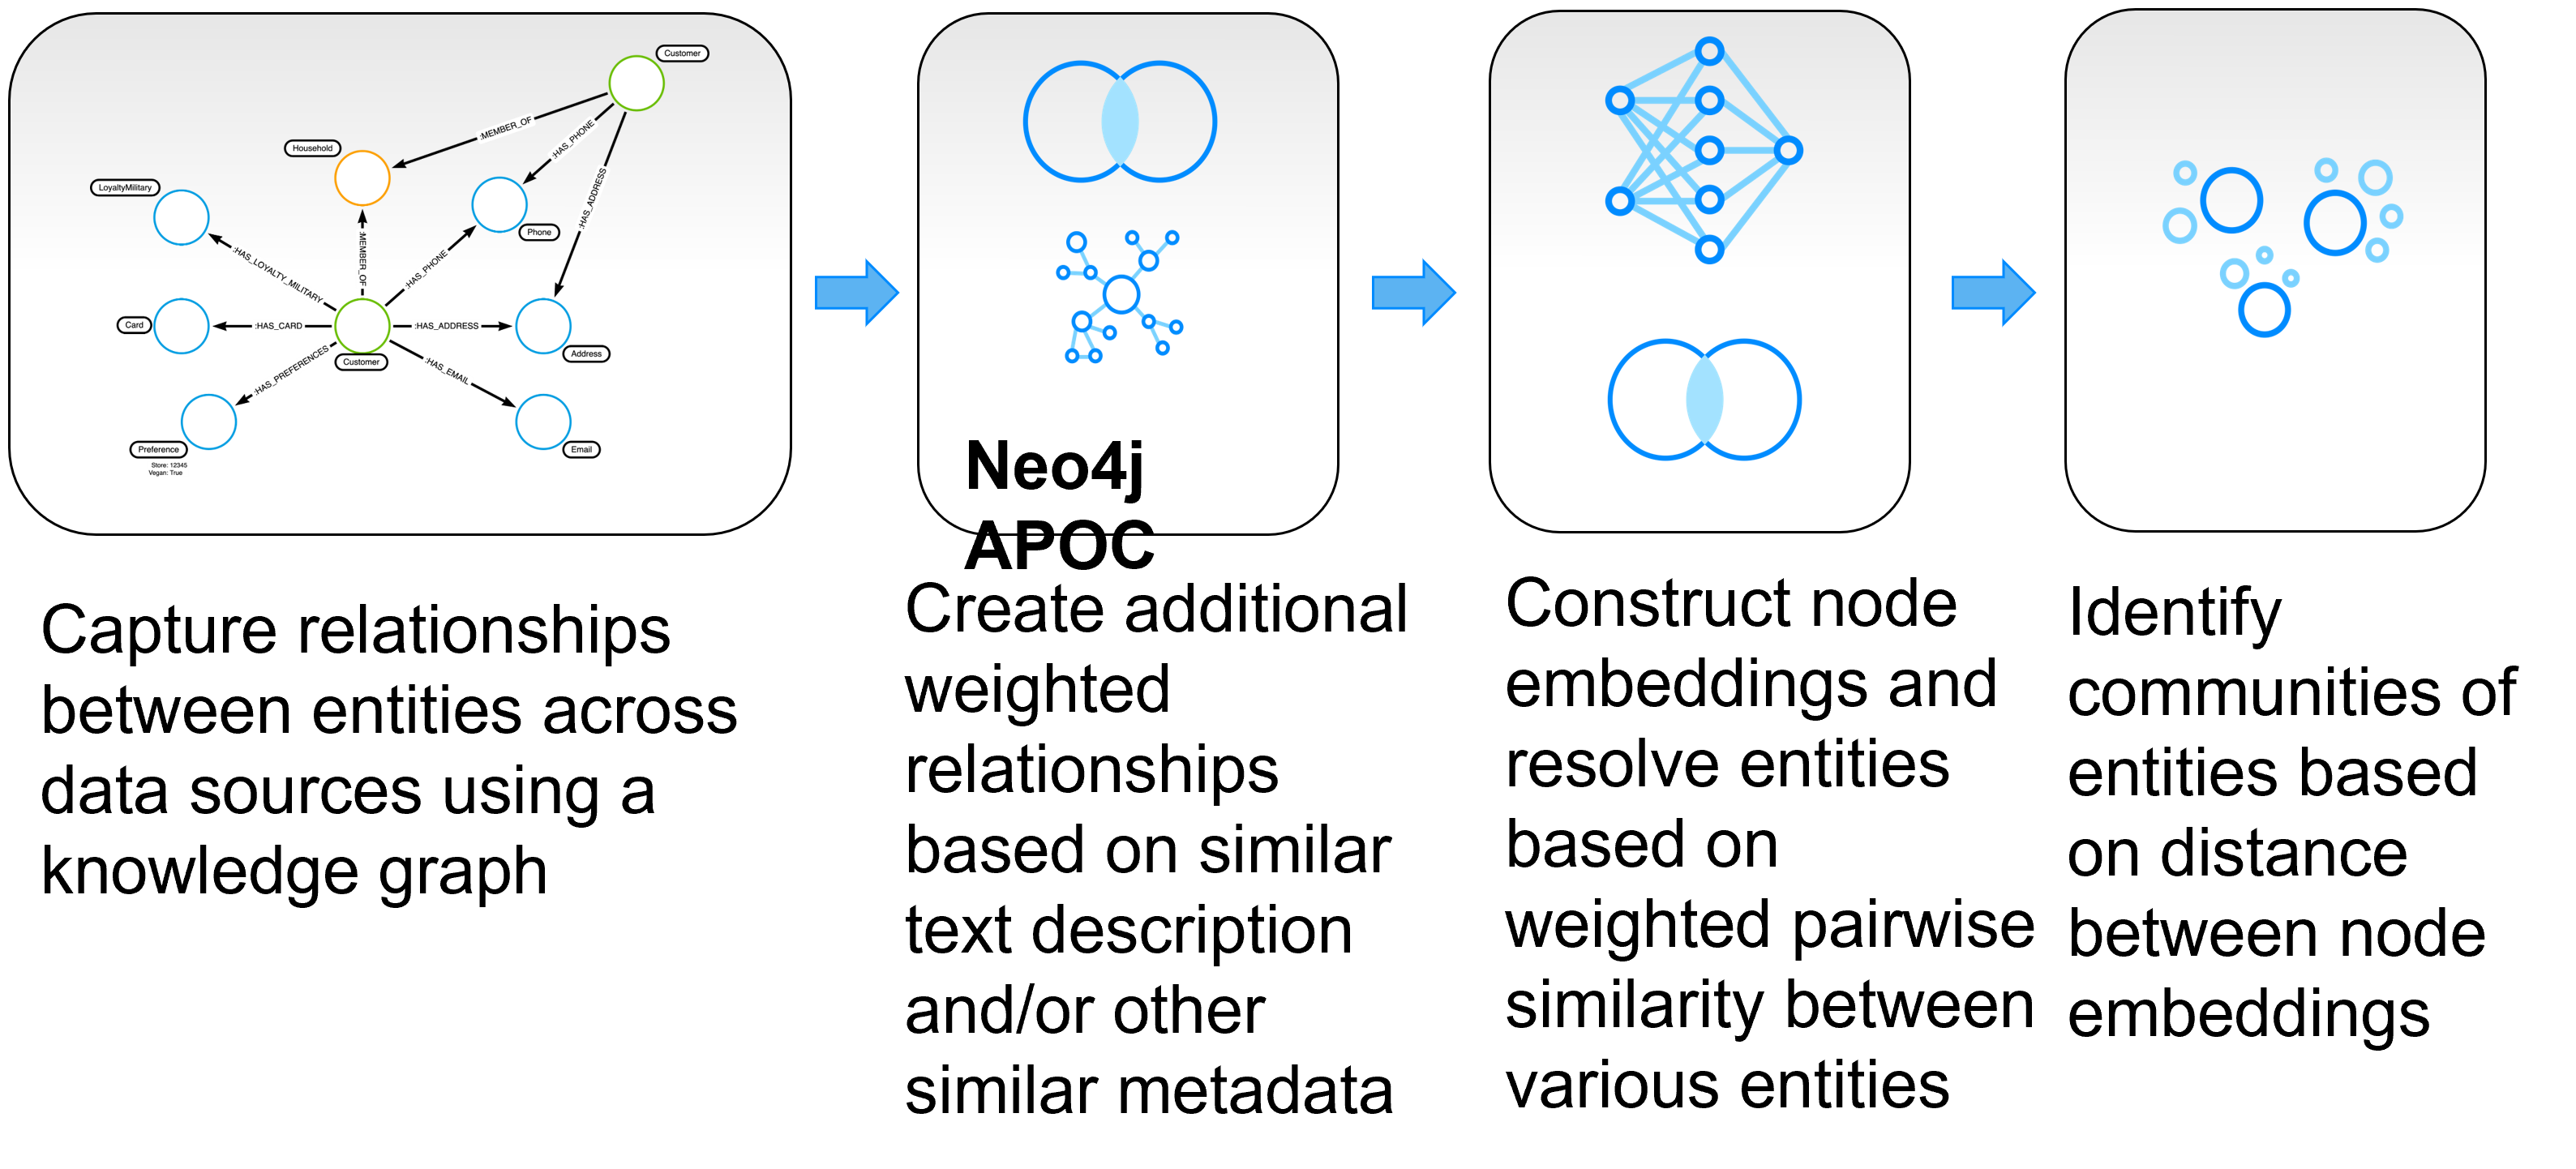 Customer
:MEMBER_OF
:HAS_PHONE
:HAS_ADDRESS
Household
LoyaltyMilitary
Phone
:HAS_LOYALTY_MILITARY
:MEMBER_OF
:HAS_PHONE
Card
:HAS_CARD
:HAS_ADDRESS
Address
Customer
:HAS_PREFERENCES
:HAS_EMAIL
Preference
Store: 12345
Vegan: True
Email
Capture relationships
between entities across
data sources using a
knowledge graph
Neo4j
APOC
Create additional
weighted
relationships
based on similar
text description
and/or other
similar metadata
Construct node
embeddings and
resolve entities
based on
weighted pairwise
similarity between
various entities
Identify
communities of
entities based
on distance
between node
embeddings